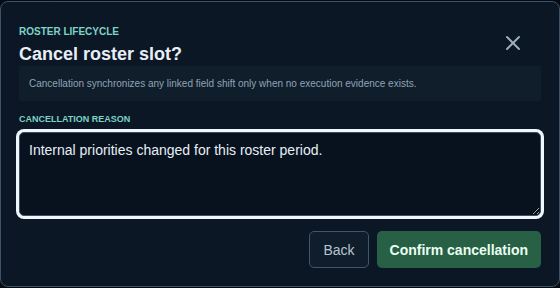 ROSTER LIFECYCLE
Cancel roster slot?
Cancellation synchronizes any linked field shift only when no execution evidence exists.
CANCELLATION REASON
Internal priorities changed for this roster period.
Back
Confirm cancellation